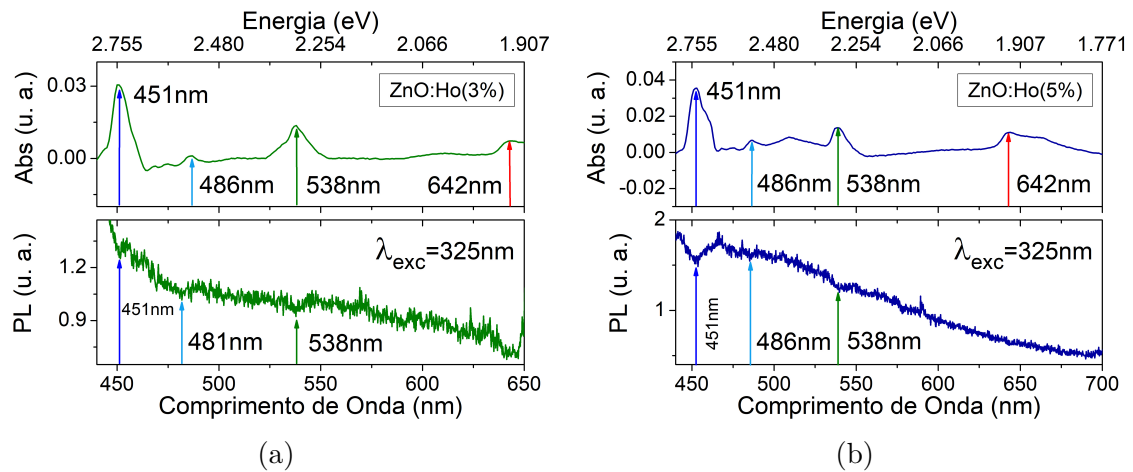 Energia (eV)
2.755 2.480 2.254 2.066 1.907
Abs (u. a.)
0.03
0.00
451nm
ZnO:Ho(3%)
486nm
538nm
642nm
PL (u. a.)
1.2
0.9
λexc=325nm
451nm
481nm
538nm
450 500 550 600 650
Comprimento de Onda (nm)
(a)
Energia (eV)
2.755 2.480 2.254 2.066 1.907 1.771
Abs (u. a.)
0.04
0.02
0.00
-0.02
451nm
ZnO:Ho(5%)
486nm
538nm
642nm
PL (u. a.)
2
1
λexc=325nm
451nm
486nm
538nm
450 500 550 600 650 700
Comprimento de Onda (nm)
(b)